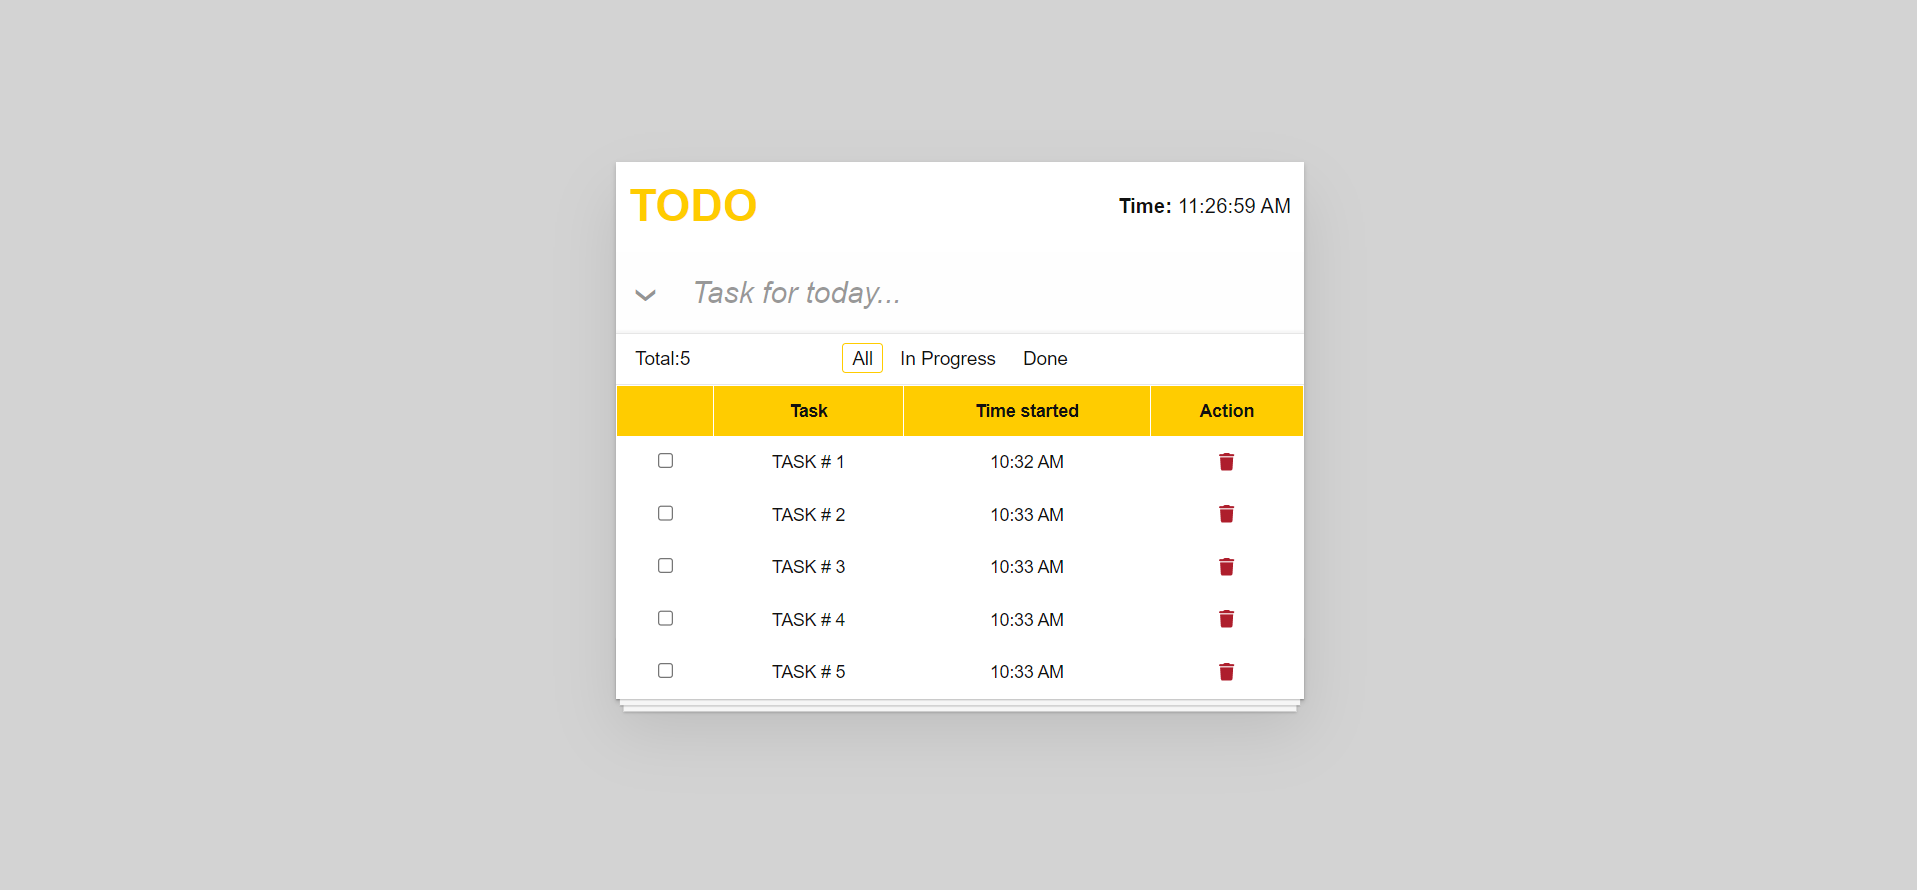 TODO
Time: 11:26:59 AM
Task for today...
Total:5 All In Progress Done
Task Time started Action
TASK # 1 10:32 AM
TASK # 2 10:33 AM
TASK # 3 10:33 AM
TASK # 4 10:33 AM
TASK # 5 10:33 AM